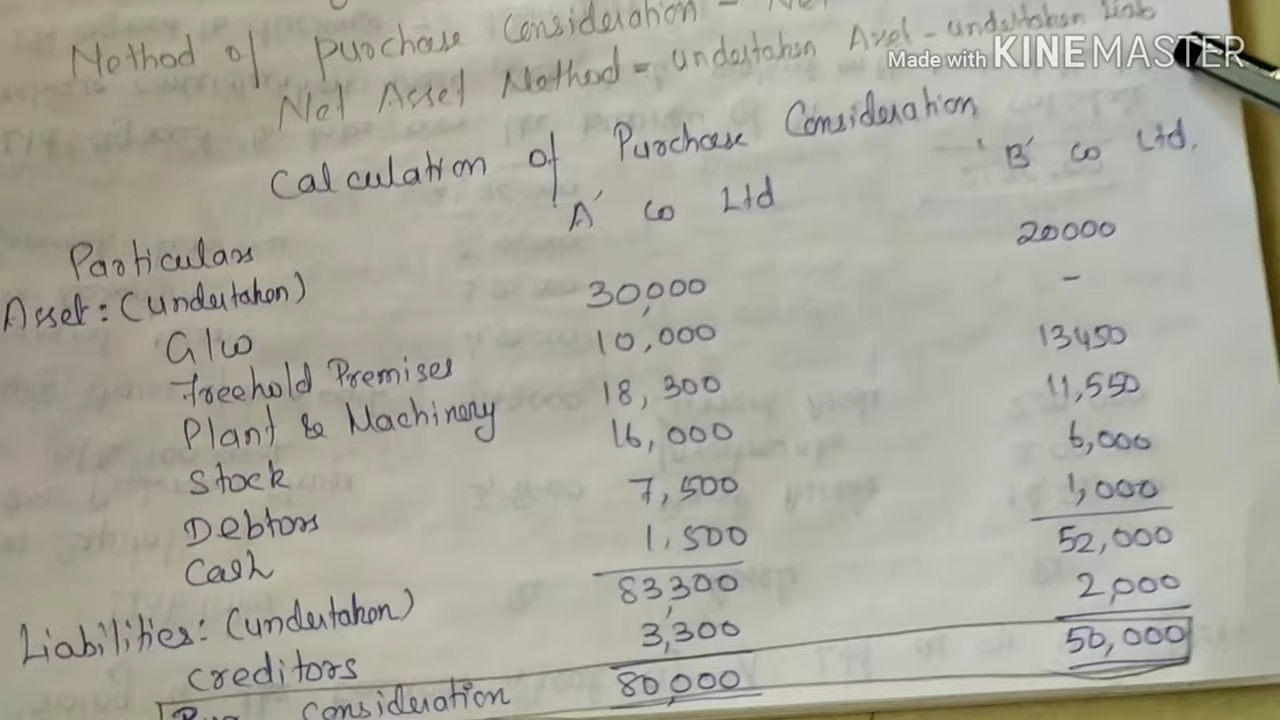 Method of purchase Consideration -
Made with KINEMASTER
Net Asset Method = undertaken Asset - undertaken Liab
Calculation of Purchase Consideration
Particulars 'A' co Ltd 'B' co Ltd.
Asset: (undertaken)
G/w 30,000 20000
Freehold Premises 10,000 -
Plant & Machinery 18,300 13450
Stock 16,000 11,550
Debtors 7,500 6,000
Cash 1,500 1,000
83,300 52,000
Liabilities: (undertaken)
Creditors 3,300 2,000
Consideration 80,000 50,000